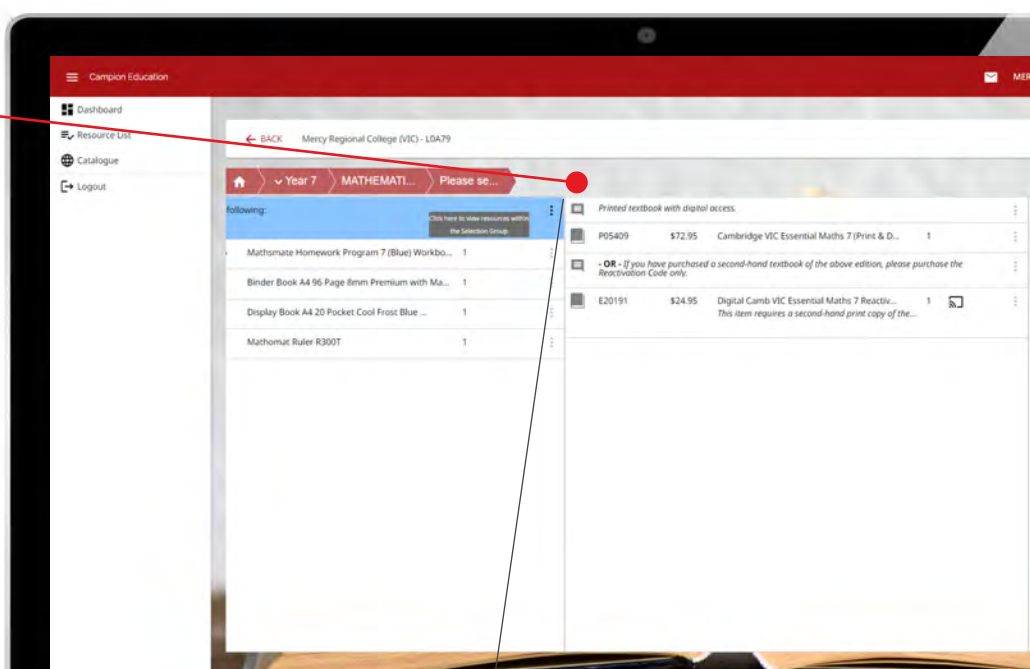 Campion Education
MER
Dashboard
Resource List
Catalogue
Logout
BACK Mercy Regional College (VIC) - L0A79
Year 7 MATHEMATI... Please se...
following:
Click here to view resources within
the Selection Group
Mathsmate Homework Program 7 (Blue) Workbo... 1
Binder Book A4 96 Page 8mm Premium with Ma... 1
Display Book A4 20 Pocket Cool Frost Blue ... 1
Mathomat Ruler R300T 1
Printed textbook with digital access.
P05409 $72.95 Cambridge VIC Essential Maths 7 (Print & D... 1
- OR - If you have purchased a second-hand textbook of the above edition, please purchase the
Reactivation Code only.
E20191 $24.95 Digital Camb VIC Essential Maths 7 Reactiv... 1
This item requires a second-hand print copy of the...